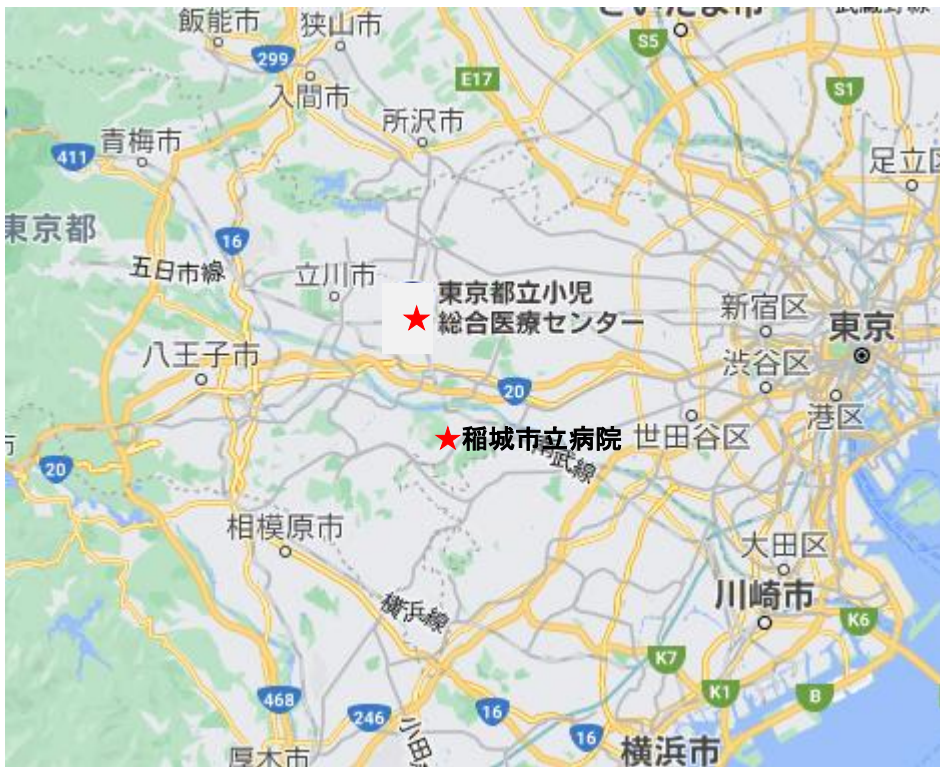 飯能市
狭山市
299
入間市
E17
S5
S1
所沢市
青梅市
411
足立区
東京都
16
五日市線
立川市
東京都立小児
総合医療センター
新宿区
東京
八王子市
渋谷区
20
港区
稲城市立病院
世田谷区
南武線
20
相模原市
大田区
川崎市
横浜線
K6
K7
K1
B
468
246
16
16
小田
厚木市
横浜市